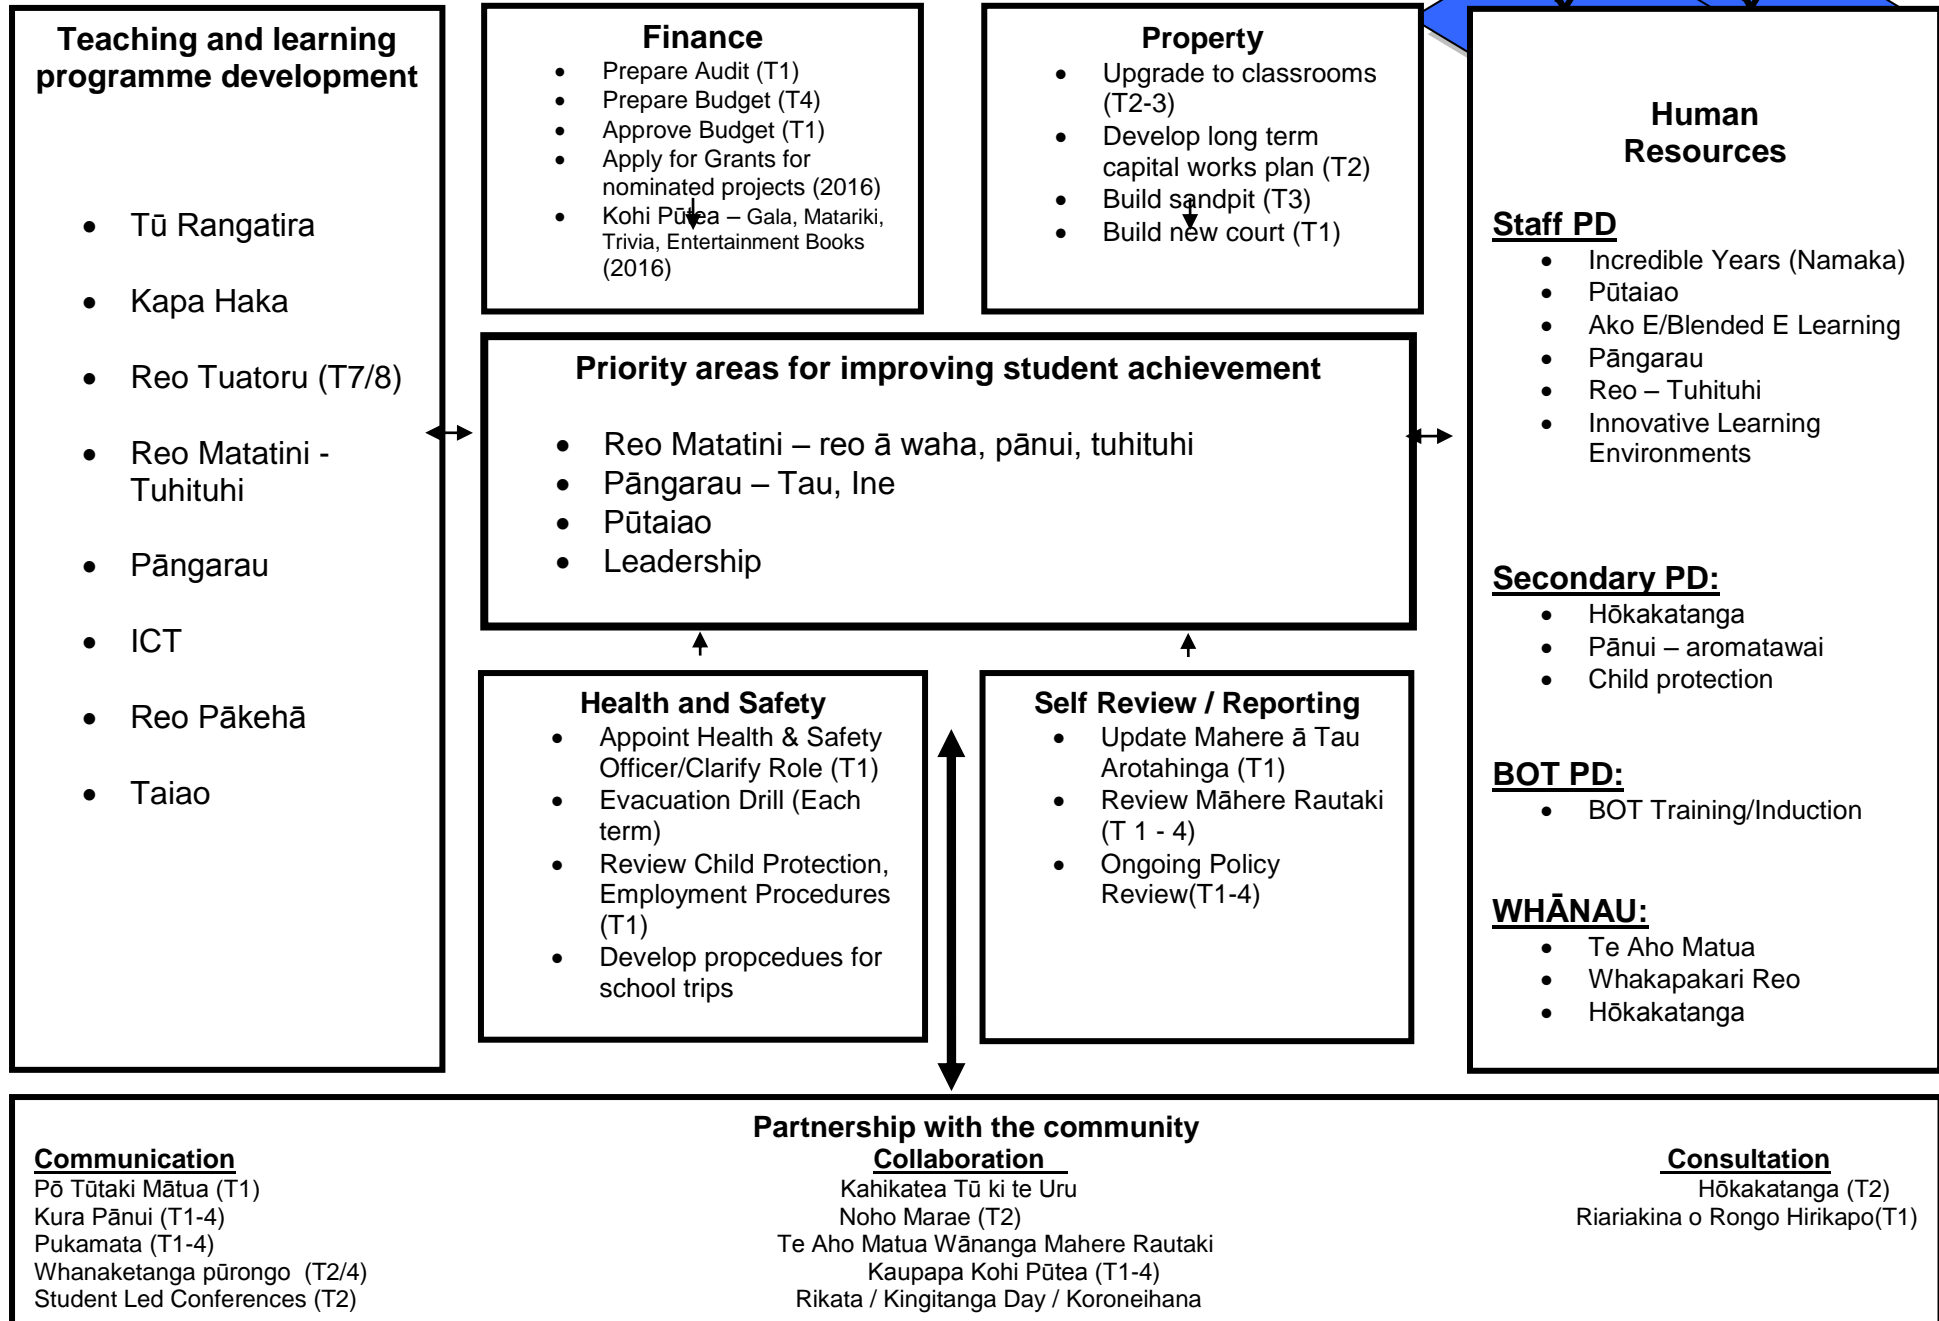 Teaching and learning
programme development
• Tū Rangatira
• Kapa Haka
• Reo Tuatoru (T7/8)
• Reo Matatini -
Tuhituhi
• Pāngarau
• ICT
• Reo Pākehā
• Taiao
Finance
• Prepare Audit (T1)
• Prepare Budget (T4)
• Approve Budget (T1)
• Apply for Grants for
nominated projects (2016)
• Kohi Pūtea – Gala, Matariki,
Trivia, Entertainment Books
(2016)
Property
• Upgrade to classrooms
(T2-3)
• Develop long term
capital works plan (T2)
• Build sandpit (T3)
• Build new court (T1)
Priority areas for improving student achievement
• Reo Matatini – reo ā waha, pānui, tuhituhi
• Pāngarau – Tau, Ine
• Pūtaiao
• Leadership
Health and Safety
• Appoint Health & Safety
Officer/Clarify Role (T1)
• Evacuation Drill (Each
term)
• Review Child Protection,
Employment Procedures
(T1)
• Develop propcedues for
school trips
Self Review / Reporting
• Update Mahere ā Tau
Arotahinga (T1)
• Review Māhere Rautaki
(T 1 - 4)
• Ongoing Policy
Review(T1-4)
Human
Resources
Staff PD
• Incredible Years (Namaka)
• Pūtaiao
• Ako E/Blended E Learning
• Pāngarau
• Reo – Tuhituhi
• Innovative Learning
Environments
Secondary PD:
• Hōkakatanga
• Pānui – aromatawai
• Child protection
BOT PD:
• BOT Training/Induction
WHĀNAU:
• Te Aho Matua
• Whakapakari Reo
• Hōkakatanga
Partnership with the community
Communication
Pō Tūtaki Mātua (T1)
Kura Pānui (T1-4)
Pukamata (T1-4)
Whanaketanga pūrongo (T2/4)
Student Led Conferences (T2)
Collaboration
Kahikatea Tū ki te Uru
Noho Marae (T2)
Te Aho Matua Wānanga Mahere Rautaki
Kaupapa Kohi Pūtea (T1-4)
Rikata / Kingitanga Day / Koroneihana
Consultation
Hōkakatanga (T2)
Riariakina o Rongo Hirikapo(T1)